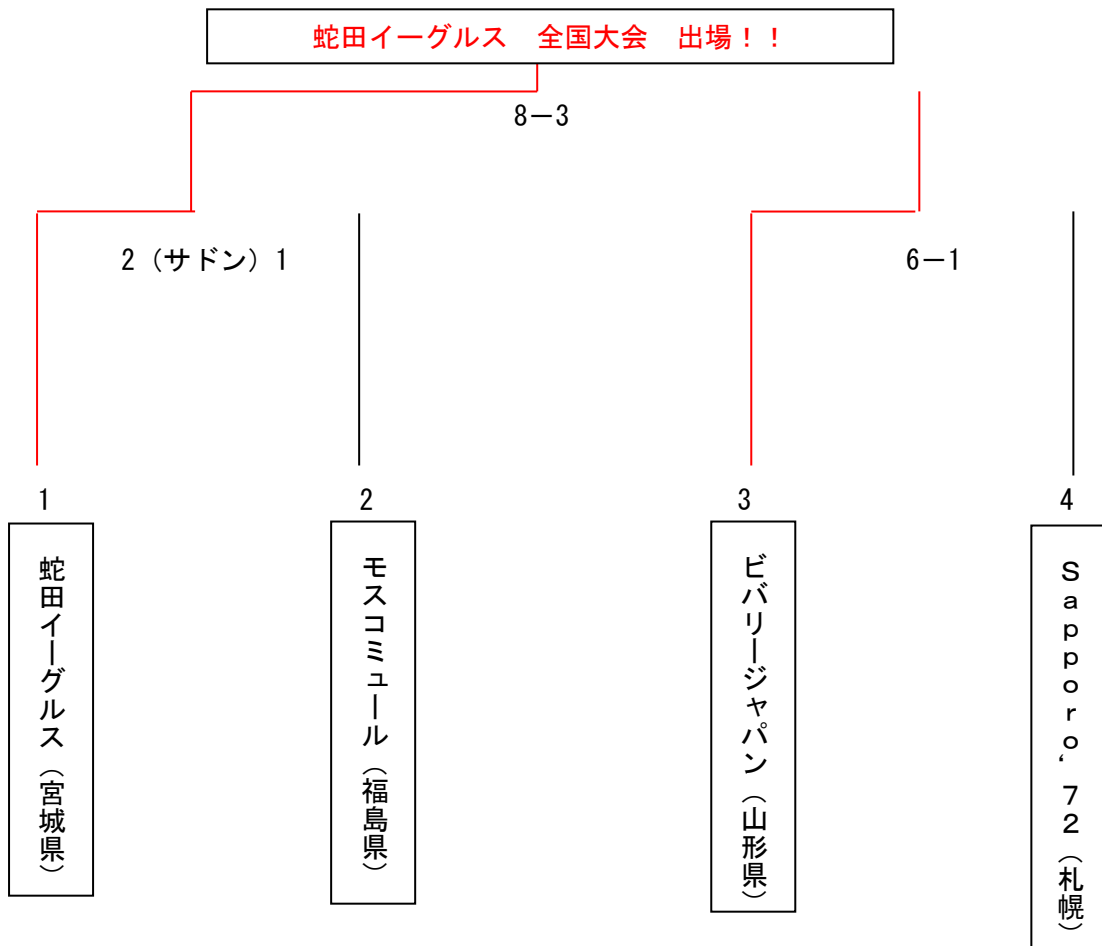 蛇田イーグルス　全国大会　出場！！
8－3
2（サドン）1
6－1
1
2
3
4
蛇田イーグルス（宮城県）
モスコミュール（福島県）
ビバリージャパン（山形県）
Ｓａｐｐｏｒｏ‘７２（札幌）